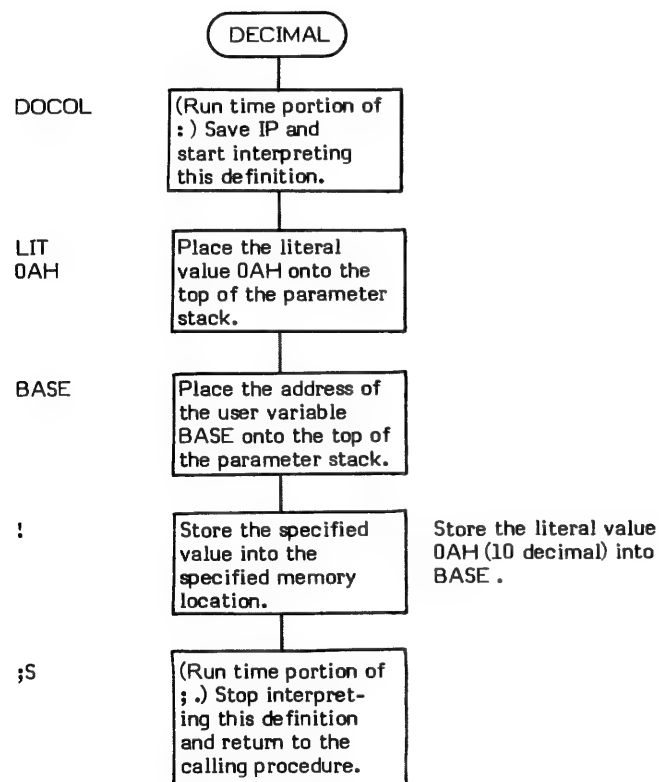 DECIMAL
DOCOL
(Run time portion of
: ) Save IP and
start interpreting
this definition.
LIT
0AH
Place the literal
value 0AH onto the
top of the parameter
stack.
BASE
Place the address of
the user variable
BASE onto the top of
the parameter stack.
!
Store the specified
value into the
specified memory
location.
Store the literal value
0AH (10 decimal) into
BASE .
;S
(Run time portion of
; .) Stop interpret-
ing this definition
and return to the
calling procedure.